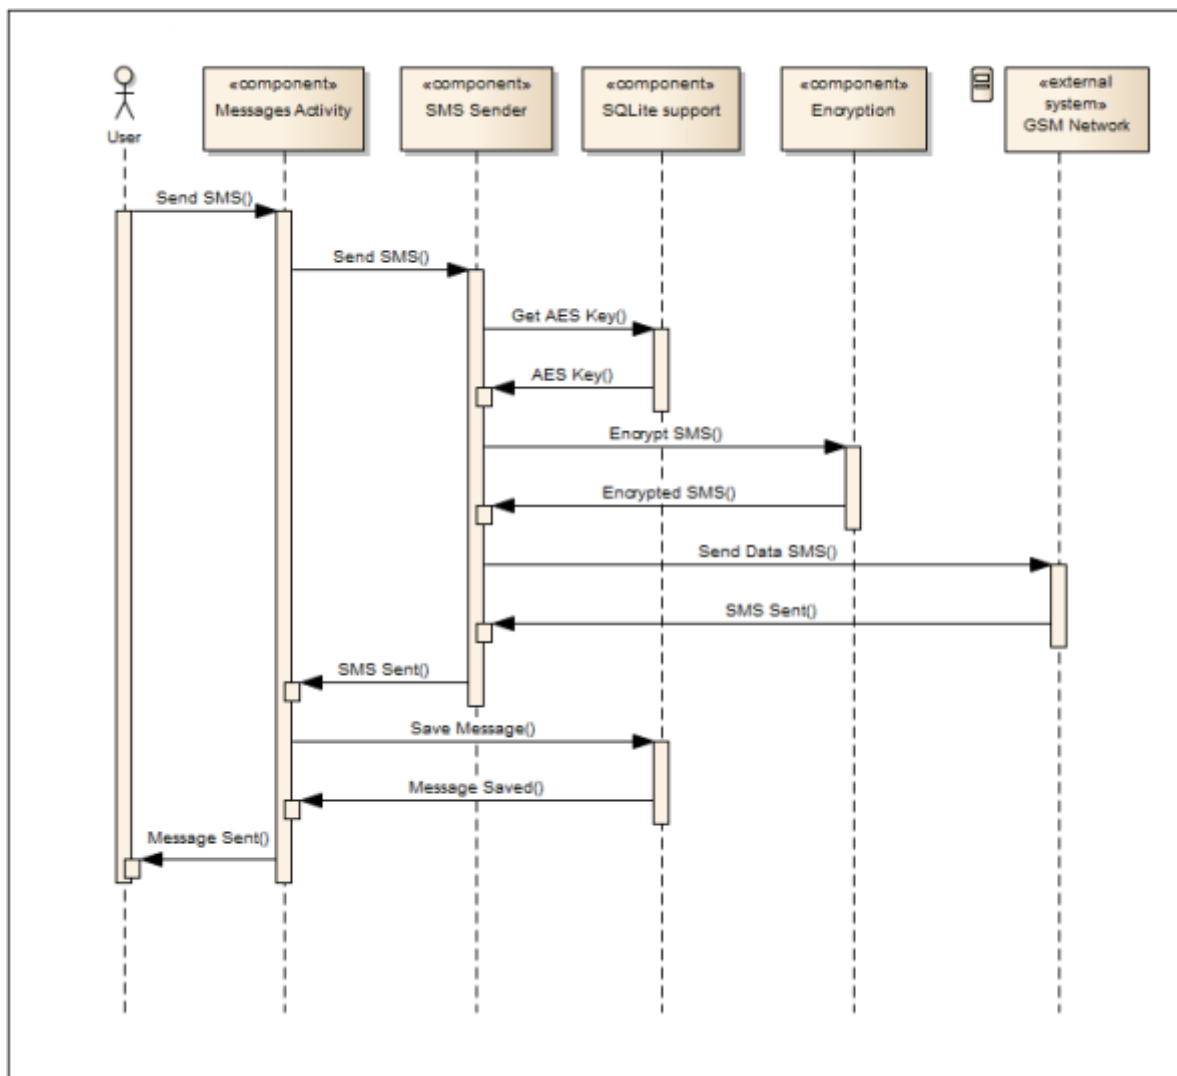 «component»
Messages Activity
«component»
SMS Sender
«component»
SQLite support
«component»
Encryption
«external
system»
GSM Network
User
Send SMS()
Send SMS()
Get AES Key()
AES Key()
Encrypt SMS()
Encrypted SMS()
Send Data SMS()
SMS Sent()
SMS Sent()
Save Message()
Message Saved()
Message Sent()